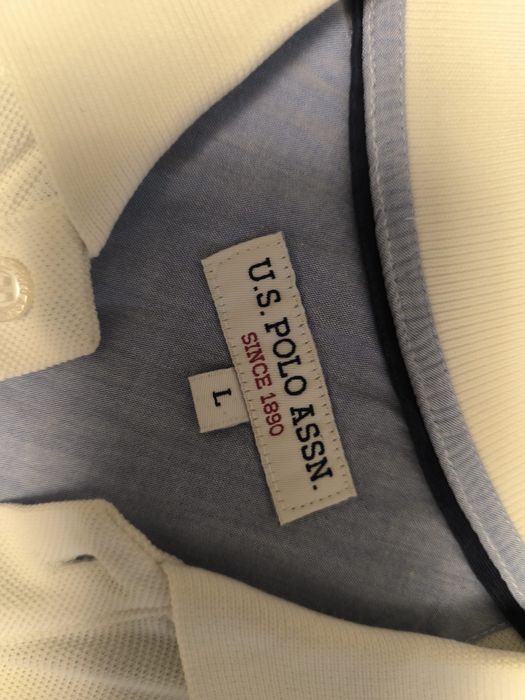 U.S. POLO ASSN.
SINCE 1890
L